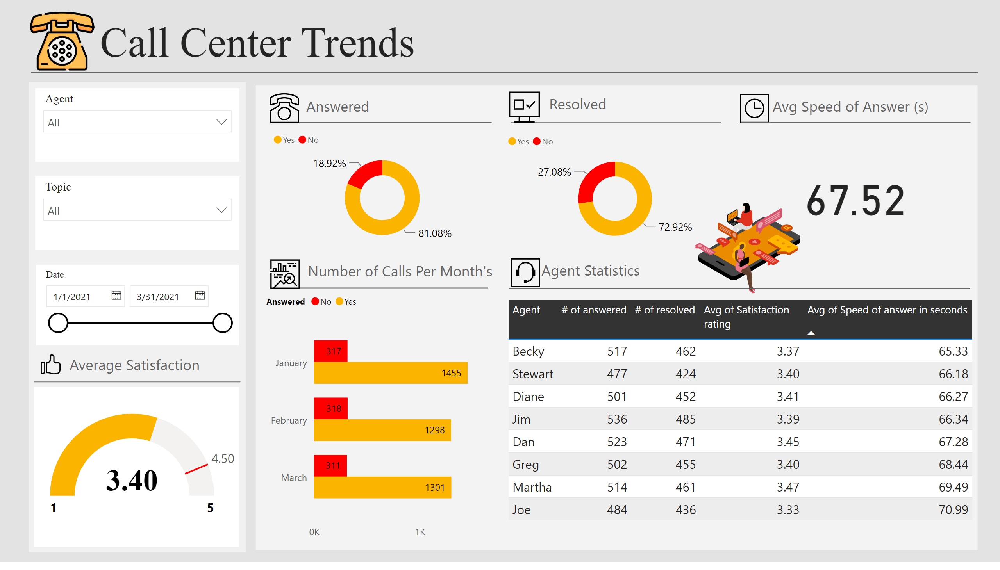 Call Center Trends
Agent
All
Topic
All
Date
1/1/2021 3/31/2021
Average Satisfaction
4.50
3.40
1 5
Answered
Yes No
18.92%
81.08%
Resolved
Yes No
27.08%
72.92%
Avg Speed of Answer (s)
67.52
Number of Calls Per Month's
Answered No Yes
317
January
1455
318
February
1298
311
March
1301
0K 1K
Agent Statistics
Agent # of answered # of resolved Avg of Satisfaction rating Avg of Speed of answer in seconds
Becky 517 462 3.37 65.33
Stewart 477 424 3.40 66.18
Diane 501 452 3.41 66.27
Jim 536 485 3.39 66.34
Dan 523 471 3.45 67.28
Greg 502 455 3.40 68.44
Martha 514 461 3.47 69.49
Joe 484 436 3.33 70.99